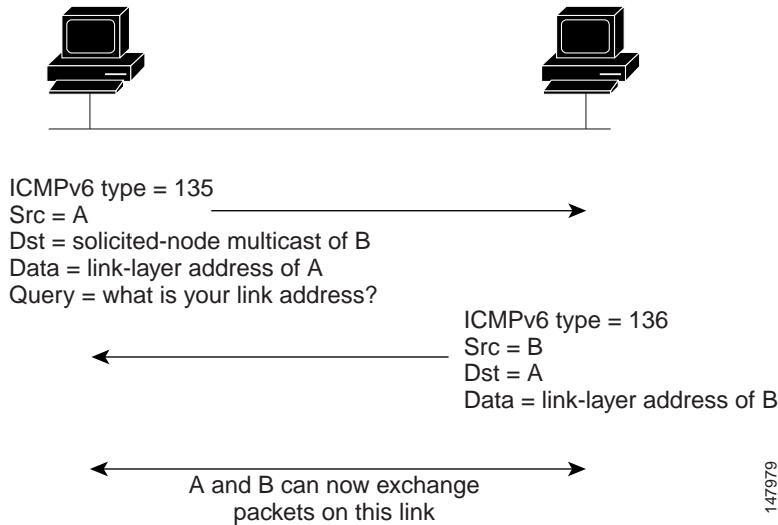 ICMPv6 type = 135
Src = A
Dst = solicited-node multicast of B
Data = link-layer address of A
Query = what is your link address?
ICMPv6 type = 136
Src = B
Dst = A
Data = link-layer address of B
A and B can now exchange
packets on this link
147979